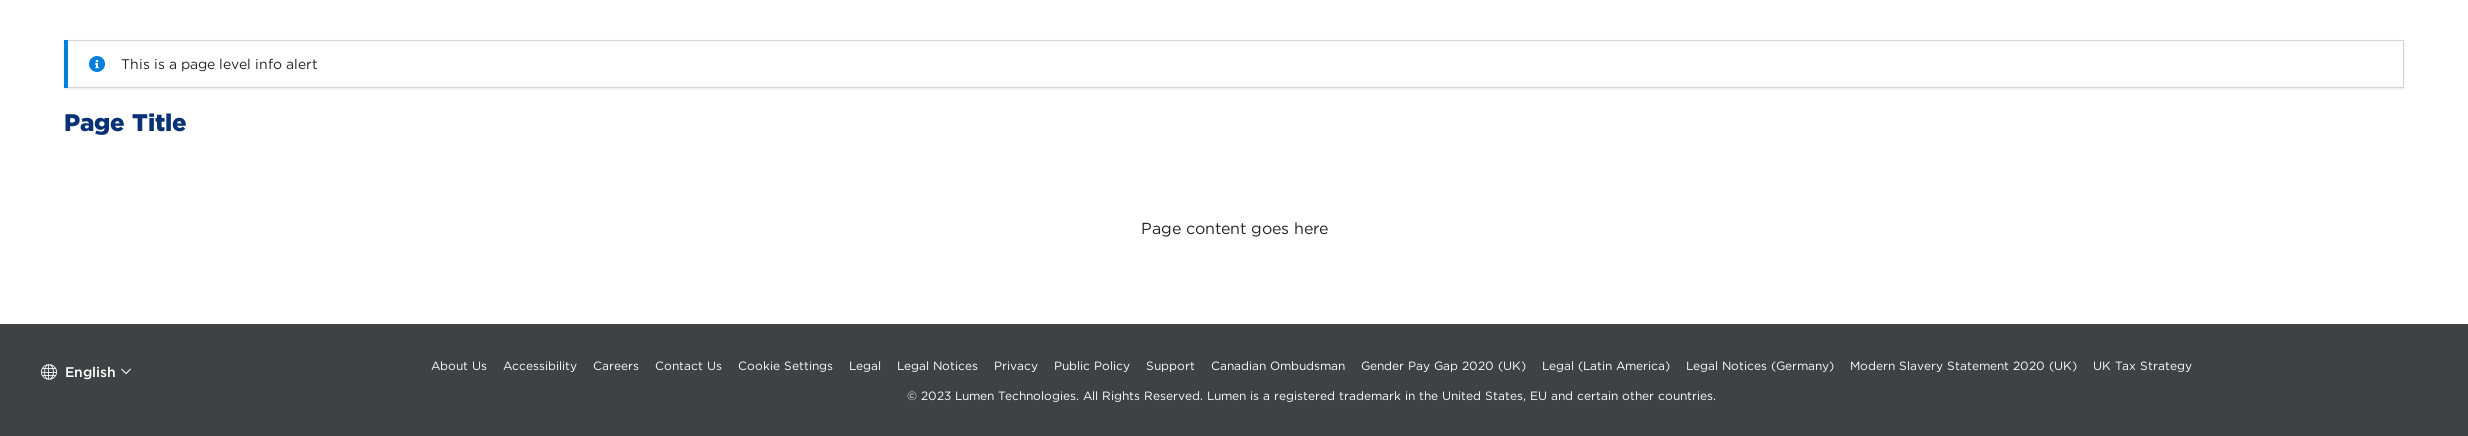 This is a page level info alert
Page Title
Page content goes here
English
About Us Accessibility Careers Contact Us Cookie Settings Legal Legal Notices Privacy Public Policy Support Canadian Ombudsman Gender Pay Gap 2020 (UK) Legal (Latin America) Legal Notices (Germany) Modern Slavery Statement 2020 (UK) UK Tax Strategy
© 2023 Lumen Technologies. All Rights Reserved. Lumen is a registered trademark in the United States, EU and certain other countries.